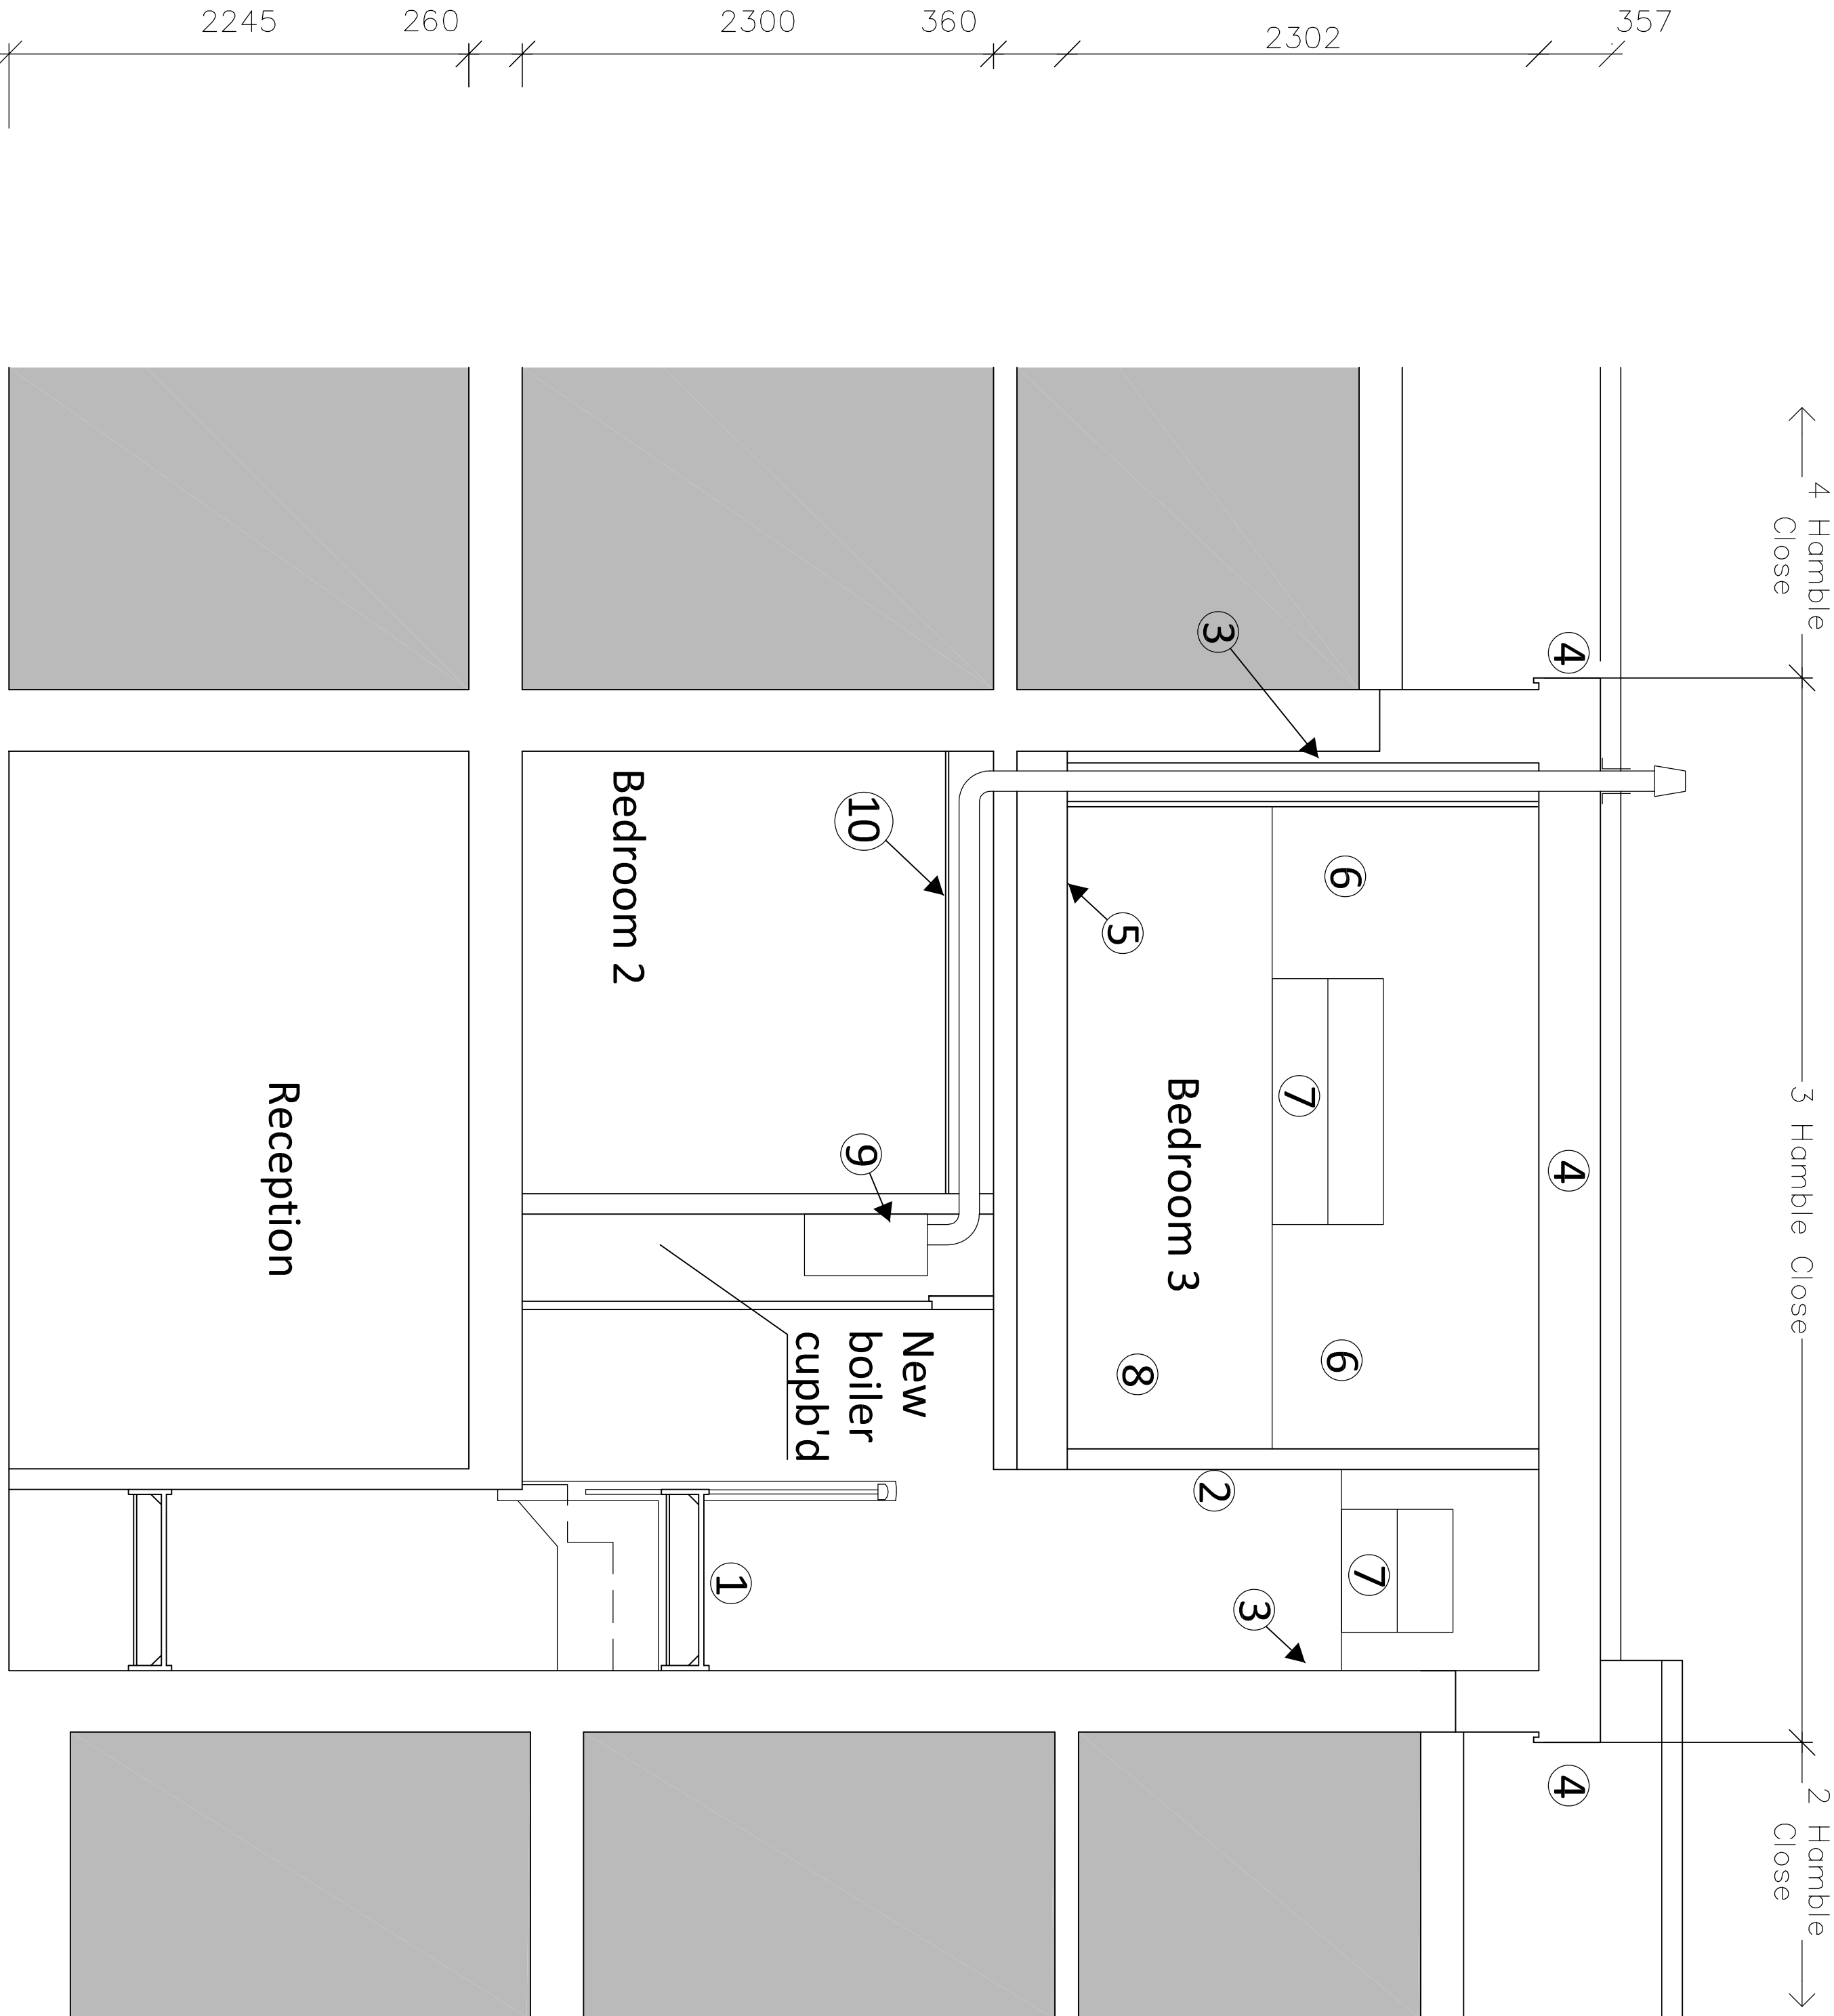 2245
260
2300
360
2302
357
4 Hamble
Close
3 Hamble Close
2 Hamble
Close
4
4
4
3
6
7
6
5
Bedroom 3
8
2
7
3
10
Bedroom 2
9
New
boiler
cupb'd
1
Reception